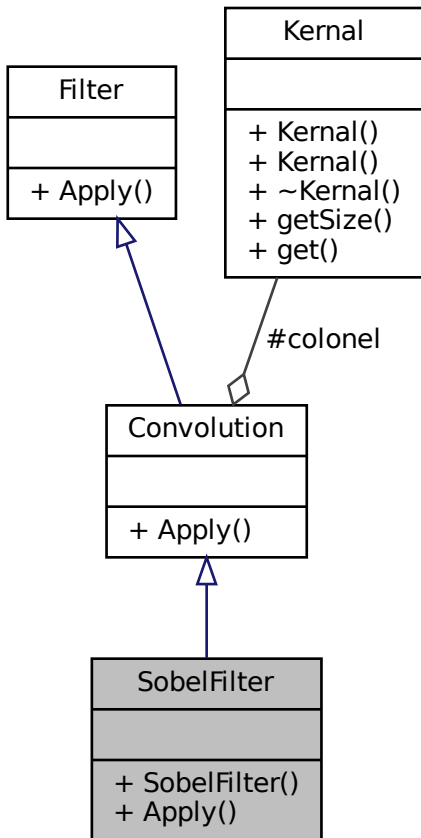 Kernal
+ Kernal()
+ Kernal()
+ ~Kernal()
+ getSize()
+ get()
Filter
+ Apply()
#colonel
Convolution
+ Apply()
SobelFilter
+ SobelFilter()
+ Apply()